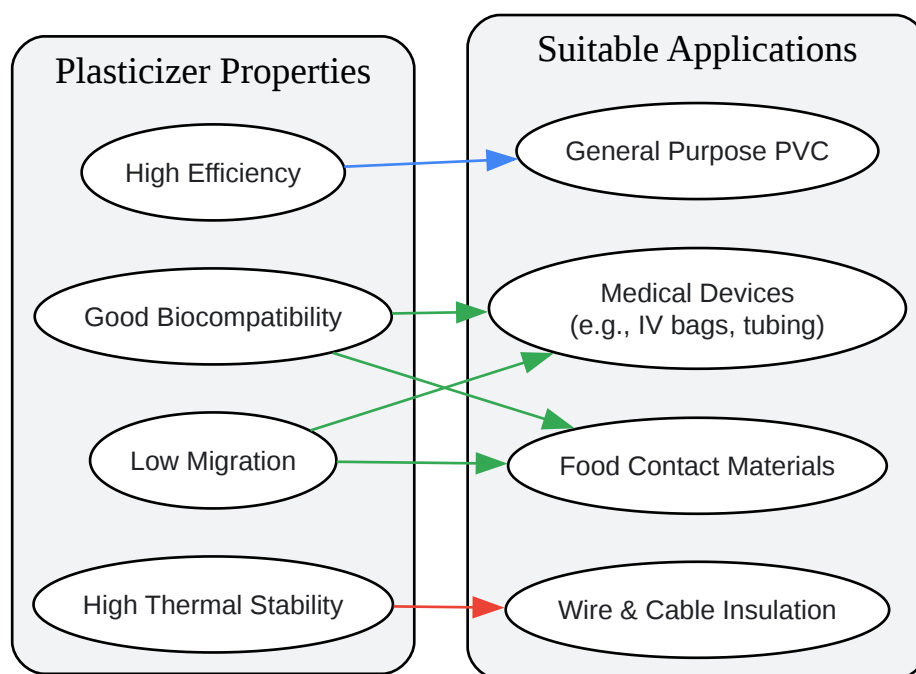 Plasticizer Properties
High Efficiency
Good Biocompatibility
Low Migration
High Thermal Stability
Suitable Applications
General Purpose PVC
Medical Devices
(e.g., IV bags, tubing)
Food Contact Materials
Wire & Cable Insulation